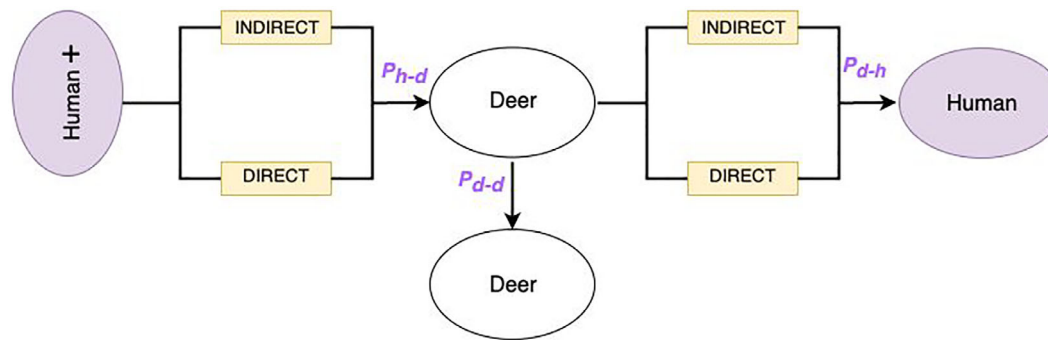 Human +
INDIRECT
DIRECT
Ph-d
Deer
Pd-d
Deer
INDIRECT
DIRECT
Pd-h
Human